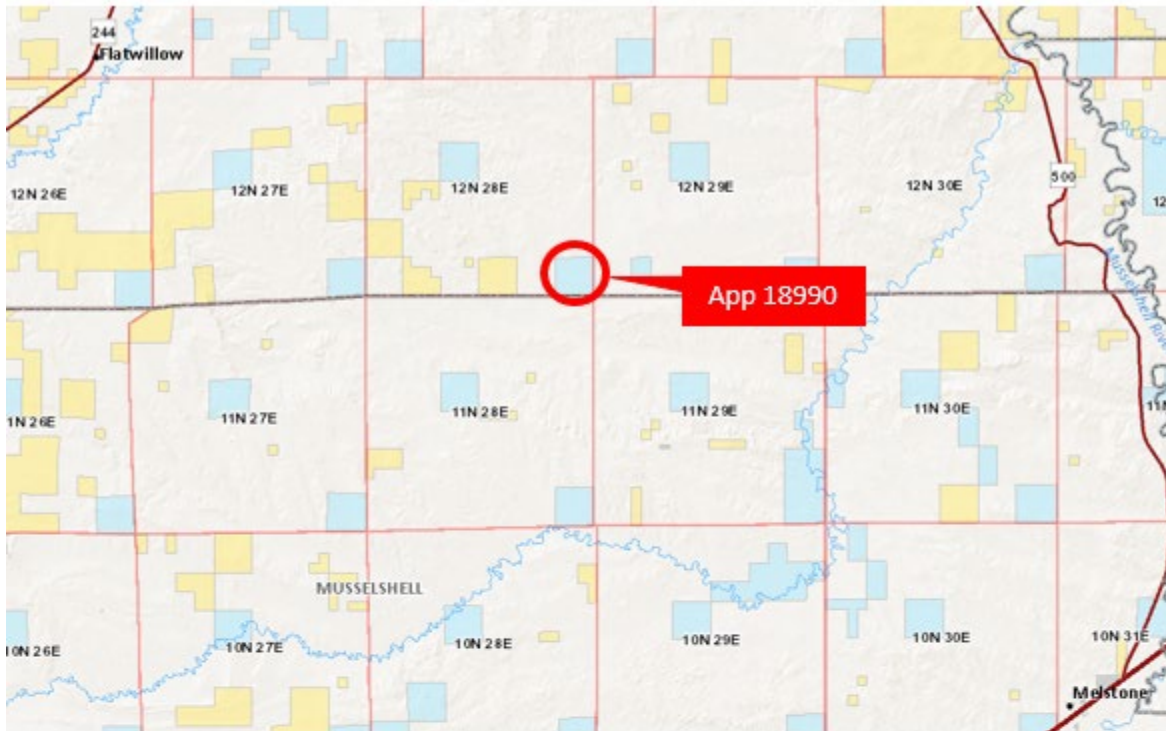 244
Flatwillow
12N 26E
12N 27E
12N 28E
12N 29E
12N 30E
500
12
App 18990
Musselshell River
1N 26E
11N 27E
11N 28E
11N 29E
11N 30E
11N
MUSSELSHELL
10N 26E
10N 27E
10N 28E
10N 29E
10N 30E
10N 31E
Melstone